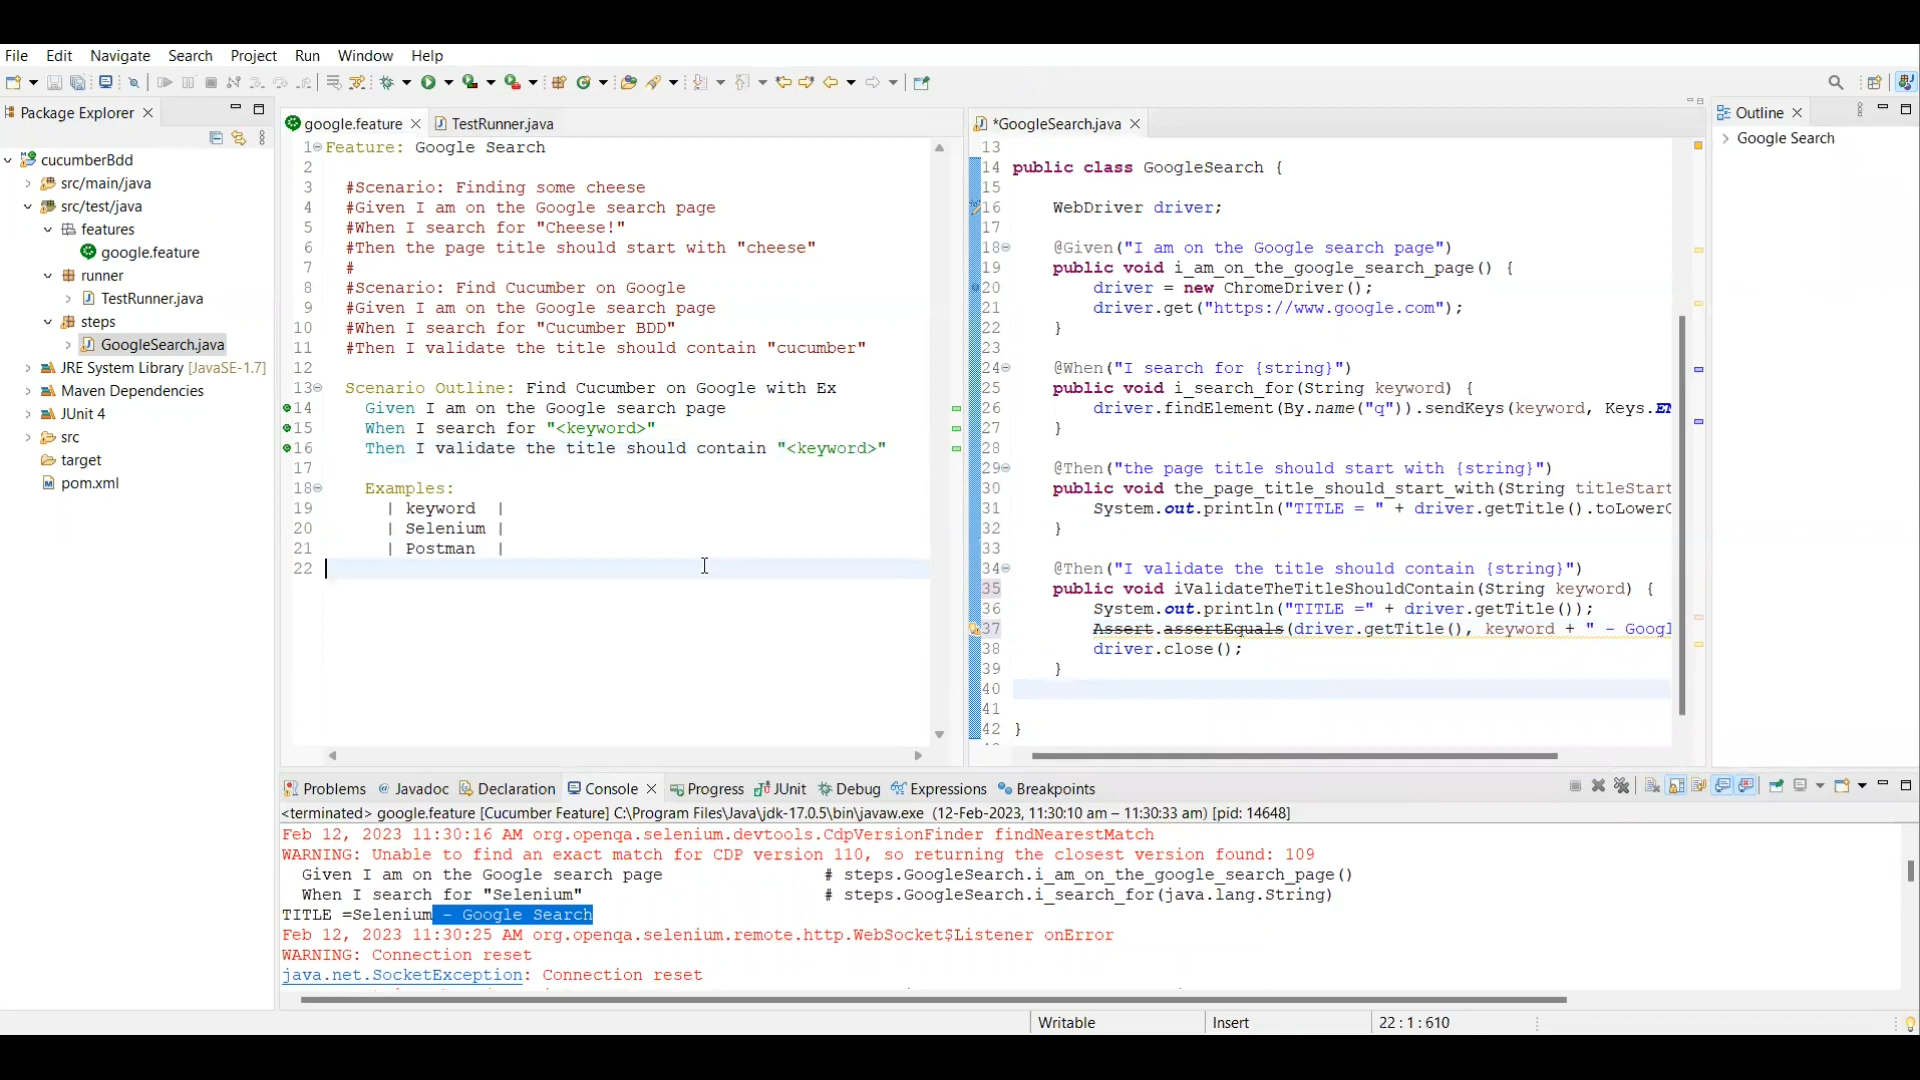 File Edit Navigate Search Project Run Window Help
Package Explorer
cucumberBdd
src/main/java
src/test/java
features
google.feature
runner
TestRunner.java
steps
GoogleSearch.java
JRE System Library [JavaSE-1.7]
Maven Dependencies
JUnit 4
src
target
pom.xml
google.feature TestRunner.java
1 Feature: Google Search
2
3 #Scenario: Finding some cheese
4 #Given I am on the Google search page
5 #When I search for "Cheese!"
6 #Then the page title should start with "cheese"
7 #
8 #Scenario: Find Cucumber on Google
9 #Given I am on the Google search page
10 #When I search for "Cucumber BDD"
11 #Then I validate the title should contain "cucumber"
12
13 Scenario Outline: Find Cucumber on Google with Ex
14 Given I am on the Google search page
15 When I search for "<keyword>"
16 Then I validate the title should contain "<keyword>"
17
18 Examples:
19 | keyword |
20 | Selenium |
21 | Postman |
22
*GoogleSearch.java
13
14 public class GoogleSearch {
15
16 WebDriver driver;
17
18 @Given("I am on the Google search page")
19 public void i_am_on_the_google_search_page() {
20 driver = new ChromeDriver();
21 driver.get("https://www.google.com");
22 }
23
24 @When("I search for {string}")
25 public void i_search_for(String keyword) {
26 driver.findElement(By.name("q")).sendKeys(keyword, Keys.EN
27 }
28
29 @Then("the page title should start with {string}")
30 public void the_page_title_should_start_with(String titleStart
31 System.out.println("TITLE = " + driver.getTitle().toLowerC
32 }
33
34 @Then("I validate the title should contain {string}")
35 public void iValidateTheTitleShouldContain(String keyword) {
36 System.out.println("TITLE =" + driver.getTitle());
37 Assert.assertEquals(driver.getTitle(), keyword + " - Googl
38 driver.close();
39 }
40
41
42 }
Outline
Google Search
Problems Javadoc Declaration Console Progress JUnit Debug Expressions Breakpoints
<terminated> google.feature [Cucumber Feature] C:\Program Files\Java\jdk-17.0.5\bin\javaw.exe (12-Feb-2023, 11:30:10 am – 11:30:33 am) [pid: 14648]
Feb 12, 2023 11:30:16 AM org.openqa.selenium.devtools.CdpVersionFinder findNearestMatch
WARNING: Unable to find an exact match for CDP version 110, so returning the closest version found: 109
Given I am on the Google search page # steps.GoogleSearch.i_am_on_the_google_search_page()
When I search for "Selenium" # steps.GoogleSearch.i_search_for(java.lang.String)
TITLE =Selenium - Google Search
Feb 12, 2023 11:30:25 AM org.openqa.selenium.remote.http.WebSocket$Listener onError
WARNING: Connection reset
java.net.SocketException: Connection reset
Writable Insert 22 : 1 : 610